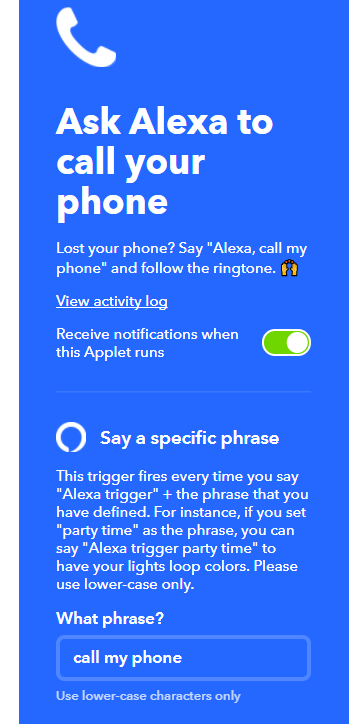 Ask Alexa to
call your
phone
Lost your phone? Say "Alexa, call my
phone" and follow the ringtone. 🙌
View activity log
Receive notifications when
this Applet runs
Say a specific phrase
This trigger fires every time you say
"Alexa trigger" + the phrase that you
have defined. For instance, if you set
"party time" as the phrase, you can
say "Alexa trigger party time" to
have your lights loop colors. Please
use lower-case only.
What phrase?
call my phone
Use lower-case characters only